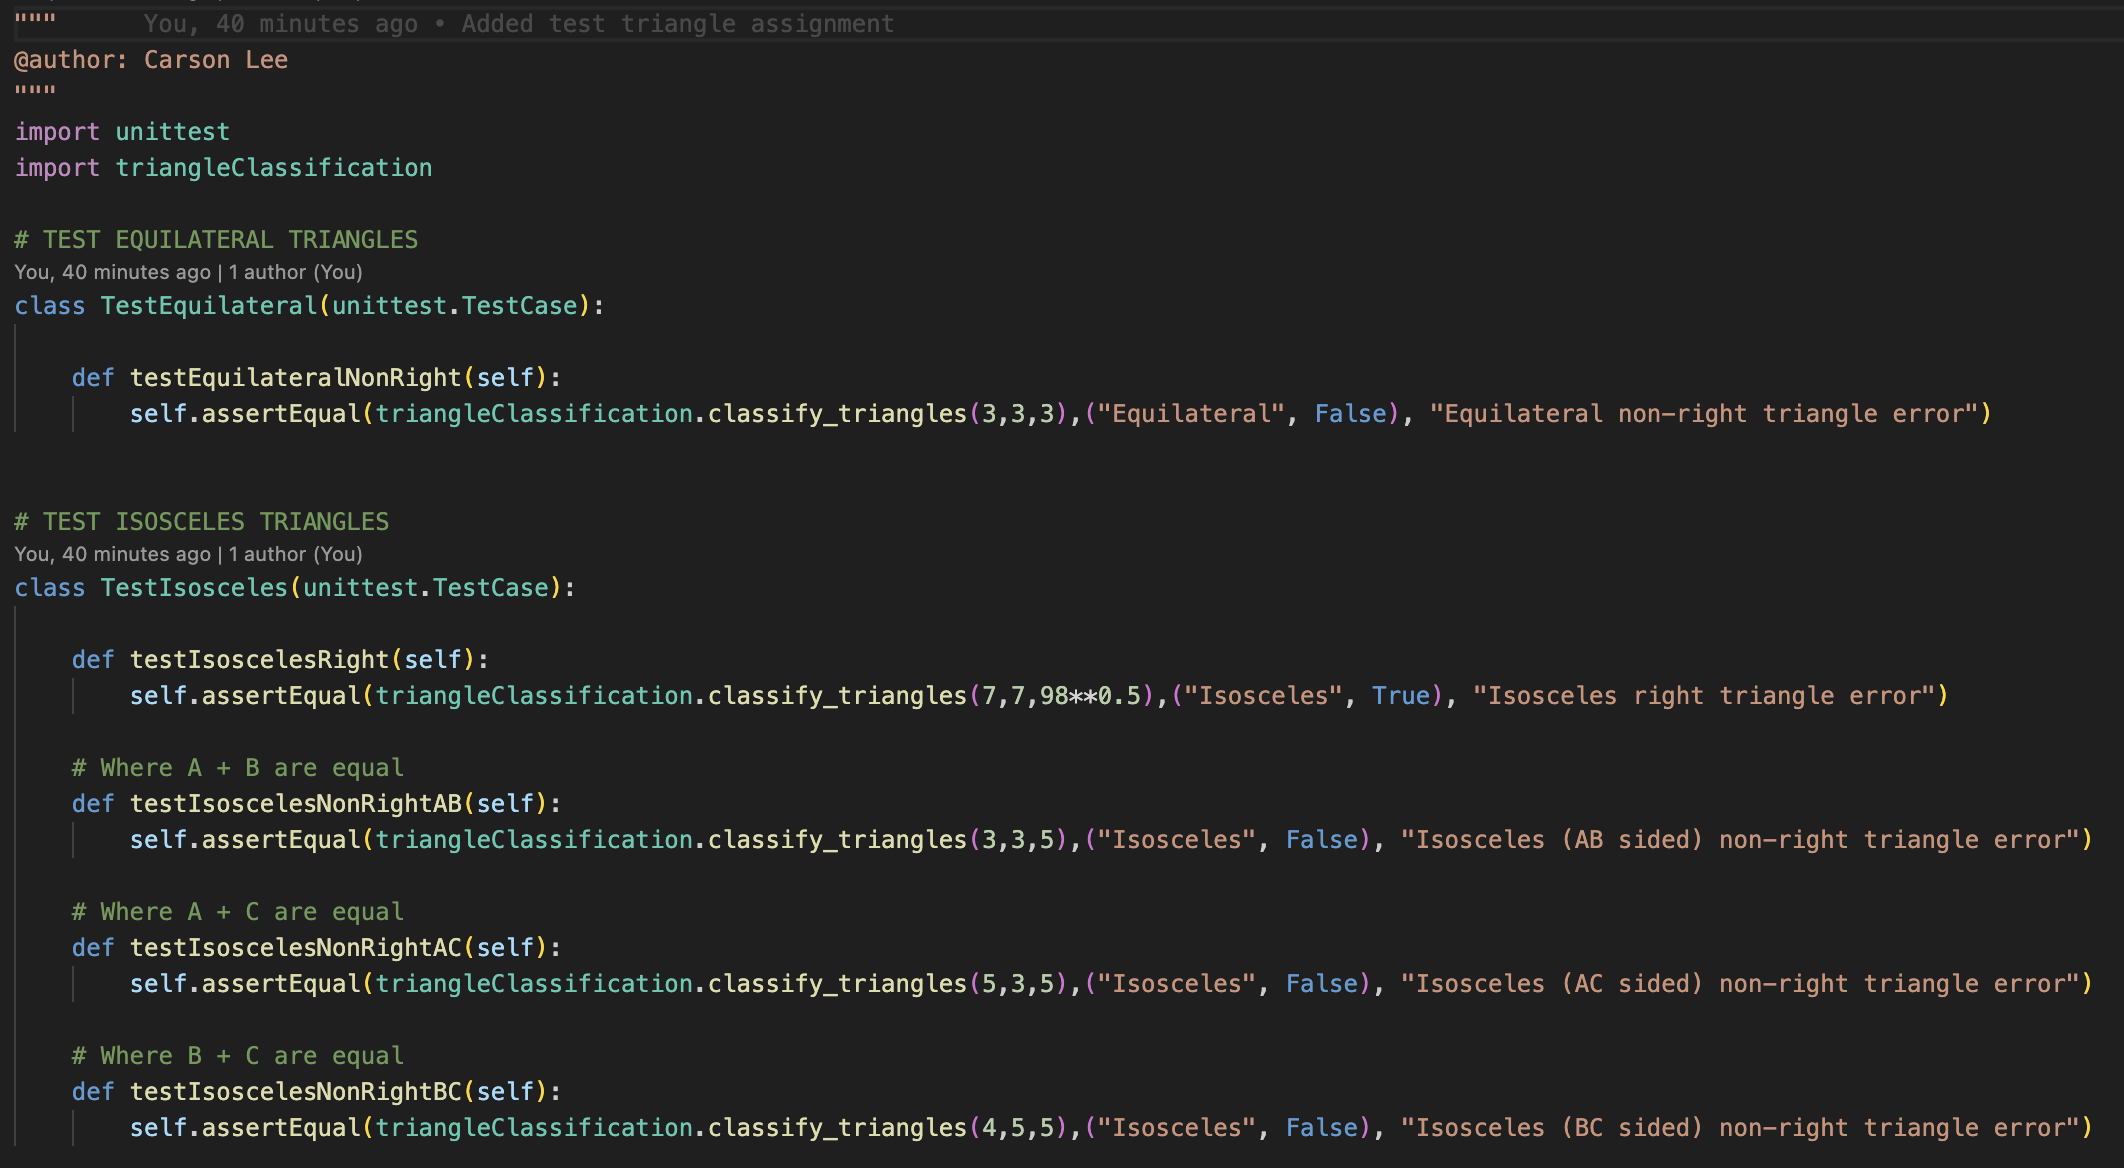 """      You, 40 minutes ago • Added test triangle assignment
@author: Carson Lee
"""
import unittest
import triangleClassification
# TEST EQUILATERAL TRIANGLES
You, 40 minutes ago | 1 author (You)
class TestEquilateral(unittest.TestCase):
    def testEquilateralNonRight(self):
        self.assertEqual(triangleClassification.classify_triangles(3,3,3),("Equilateral", False), "Equilateral non-right triangle error")
# TEST ISOSCELES TRIANGLES
You, 40 minutes ago | 1 author (You)
class TestIsosceles(unittest.TestCase):
    def testIsoscelesRight(self):
        self.assertEqual(triangleClassification.classify_triangles(7,7,98**0.5),("Isosceles", True), "Isosceles right triangle error")
    # Where A + B are equal
    def testIsoscelesNonRightAB(self):
        self.assertEqual(triangleClassification.classify_triangles(3,3,5),("Isosceles", False), "Isosceles (AB sided) non-right triangle error")
    # Where A + C are equal
    def testIsoscelesNonRightAC(self):
        self.assertEqual(triangleClassification.classify_triangles(5,3,5),("Isosceles", False), "Isosceles (AC sided) non-right triangle error")
    # Where B + C are equal
    def testIsoscelesNonRightBC(self):
        self.assertEqual(triangleClassification.classify_triangles(4,5,5),("Isosceles", False), "Isosceles (BC sided) non-right triangle error")